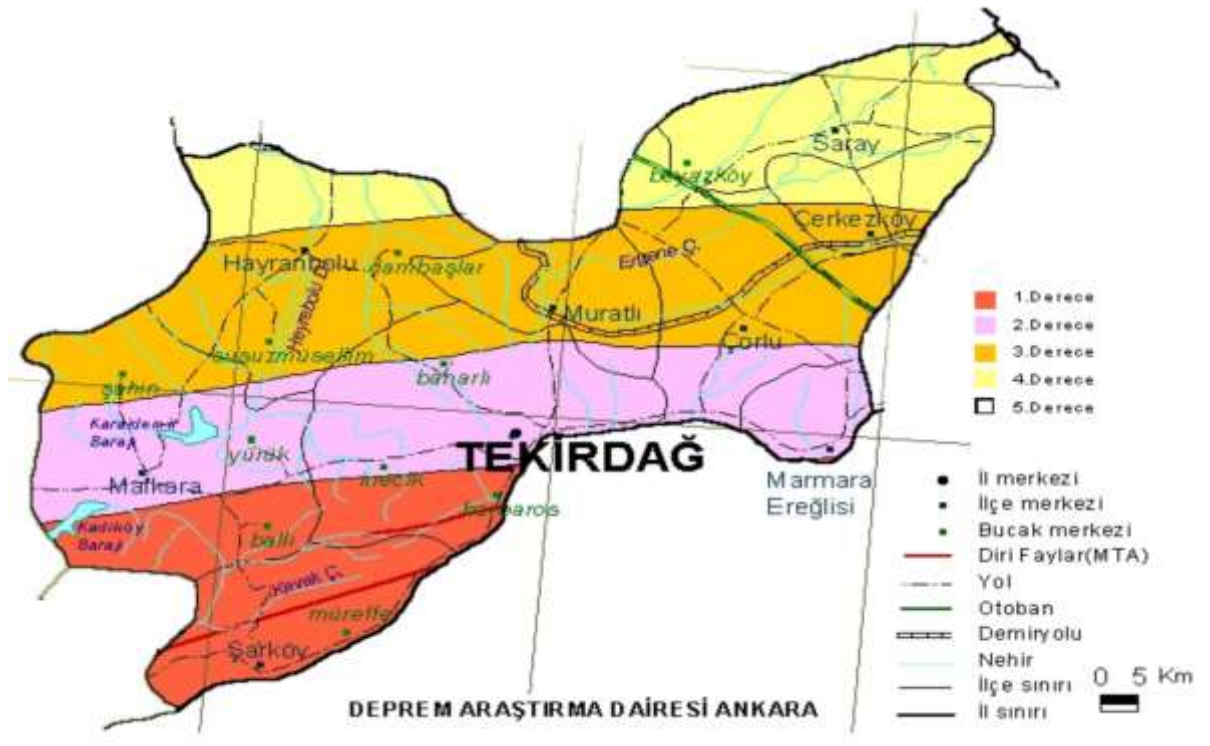 Saray
beyazköy
Çerkezköy
Ergene Ç.
Hayranbolu
çambaşlar
Muratlı
Çorlu
susuzmüsellim
şahin
banarlı
Karaidemir
Barajı
yürük
TEKİRDAĞ
Malkara
inecik
Marmara
Ereğlisi
barbaros
Kadıköy
Barajı
ballı
Kavak Ç.
mürefte
Şarköy
DEPREM ARAŞTIRMA DAİRESİ ANKARA
1.Derece
2.Derece
3.Derece
4.Derece
5.Derece
İl merkezi
İlçe merkezi
Bucak merkezi
Diri Faylar(MTA)
Yol
Otoban
Demiryolu
Nehir
İlçe sınırı
İl sınırı
0 5 Km